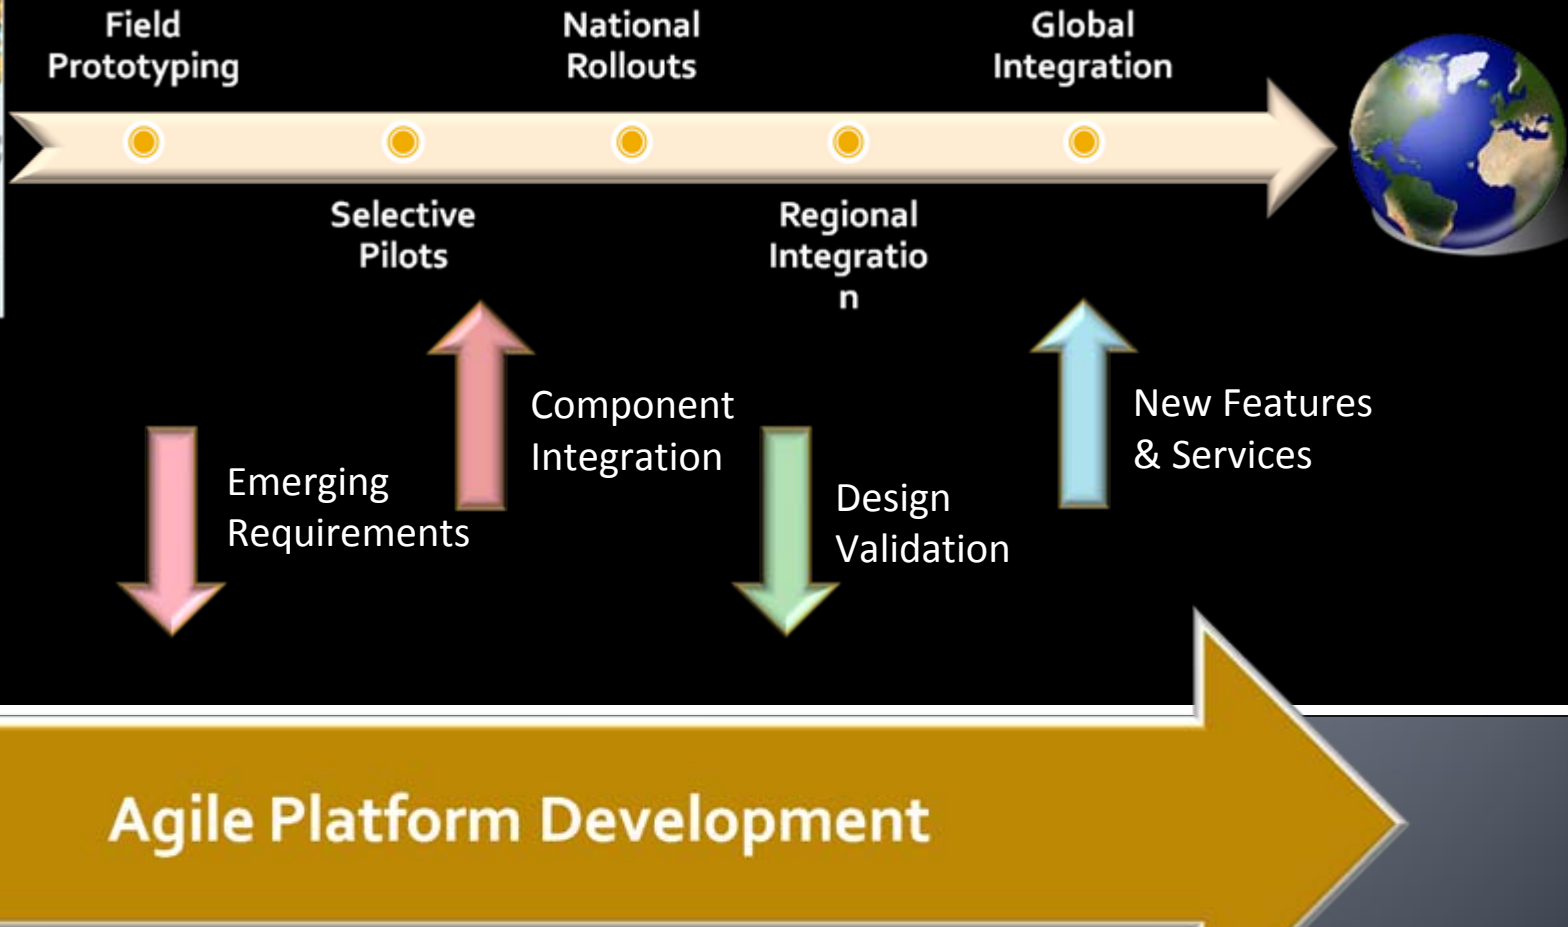 Field
Prototyping
National
Rollouts
Global
Integration
Selective
Pilots
Regional
Integratio
n
Component
Integration
New Features
& Services
Emerging
Requirements
Design
Validation
Agile Platform Development